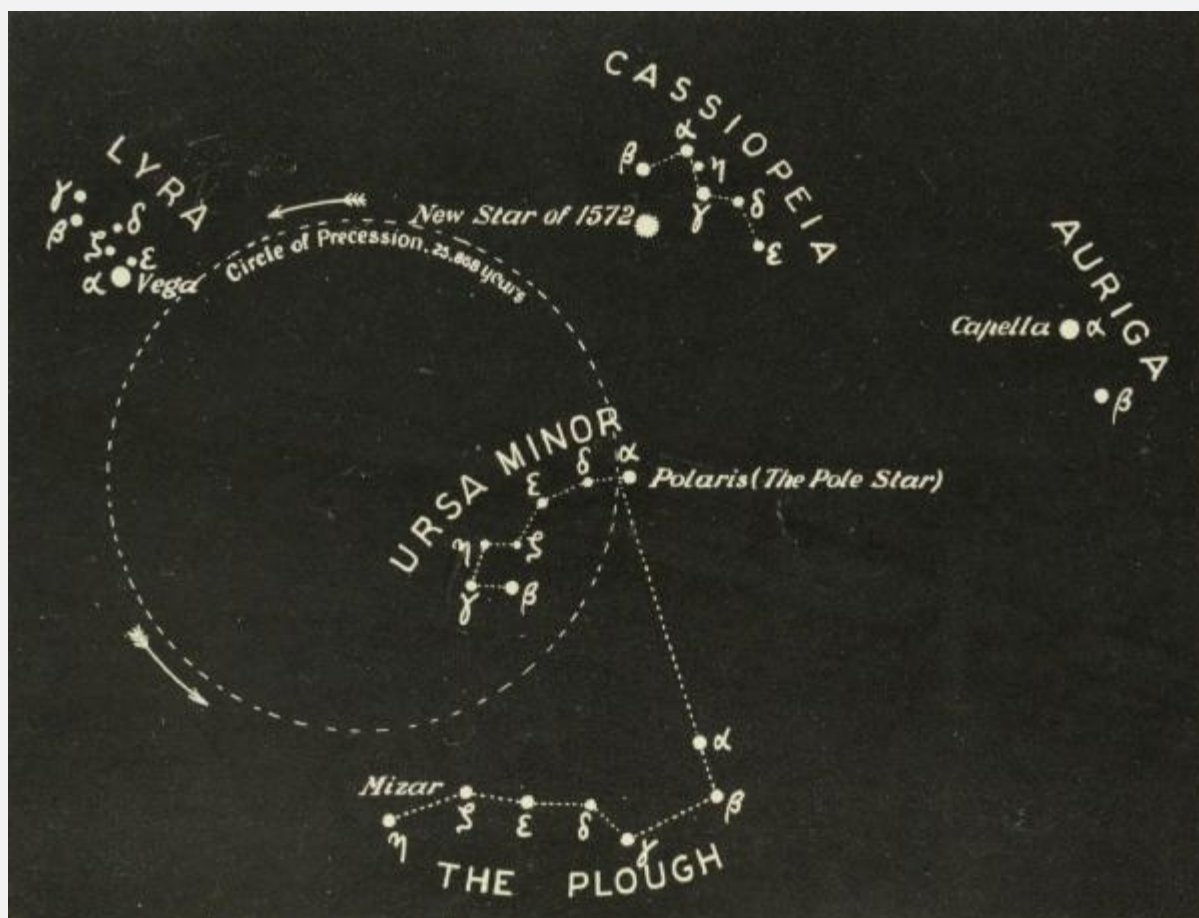 CASSIOPEIA
α
β
η
γ
δ
ε
New Star of 1572
LYRA
γ
β
δ
ζ
ε
α Vega
Circle of Precession. 25,868 years
AURIGA
Capella α
β
URSA MINOR
α
Polaris (The Pole Star)
δ
ε
η
ζ
γ
β
α
β
Mizar
ζ
ε
δ
γ
η
THE PLOUGH